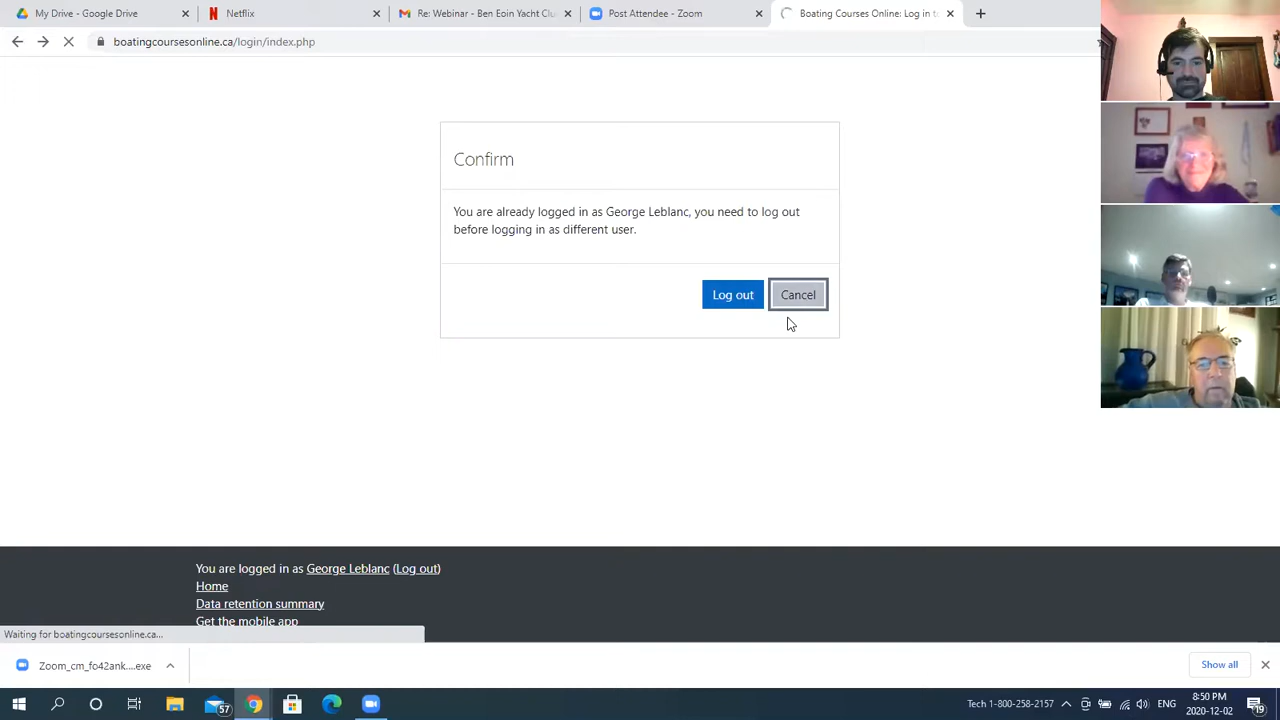 My Drive - Google Drive
Netflix
Re: Webinar - Ben Eoin Yacht Clu
Post Attendee - Zoom
Boating Courses Online: Log in to
boatingcoursesonline.ca/login/index.php
Confirm
You are already logged in as George Leblanc, you need to log out
before logging in as different user.
Log out
Cancel
You are logged in as George Leblanc (Log out)
Home
Data retention summary
Get the mobile app
Waiting for boatingcoursesonline.ca...
Zoom_cm_fo42ank....exe
Show all
57
Tech 1-800-258-2157
ENG
8:50 PM
2020-12-02
19